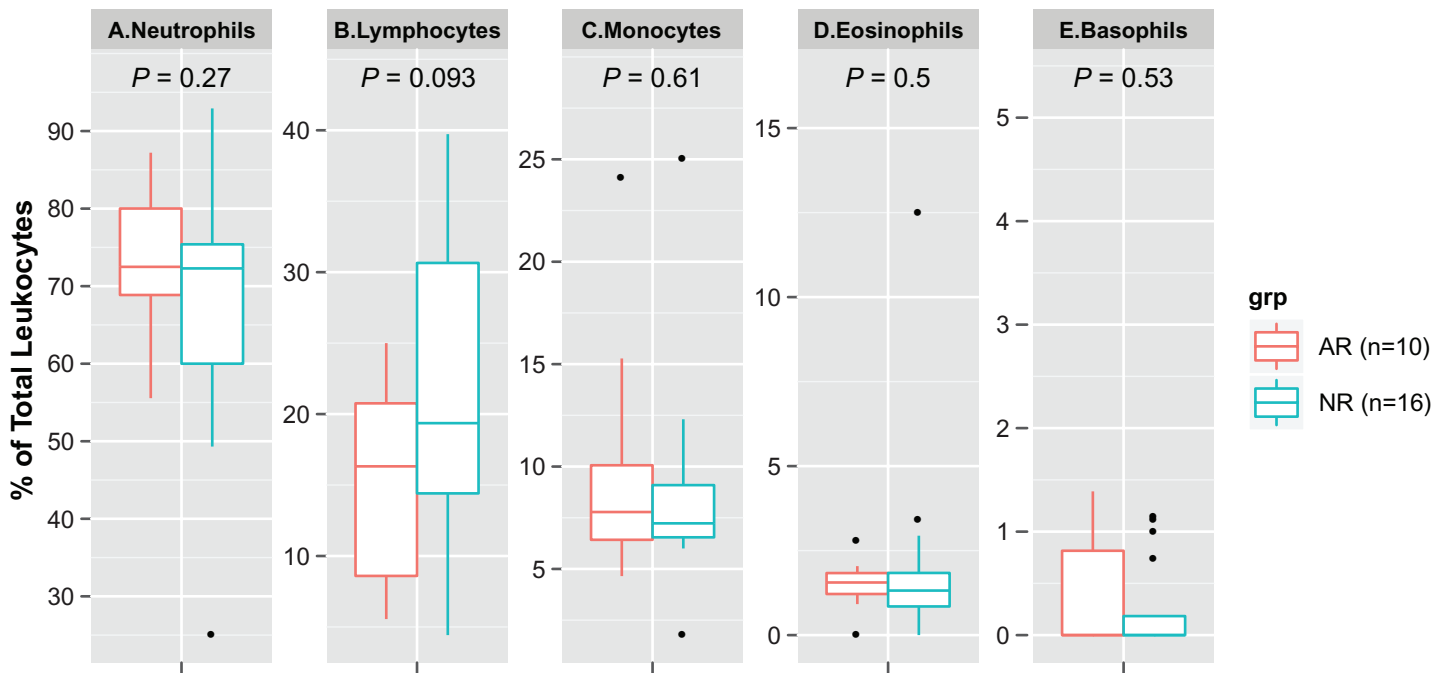 A.Neutrophils
B.Lymphocytes
C.Monocytes
D.Eosinophils
E.Basophils
P = 0.27
P = 0.093
P = 0.61
P = 0.5
P = 0.53
% of Total Leukocytes
90
80
70
60
50
40
30
40
30
20
10
25
20
15
10
5
15
10
5
0
5
4
3
2
1
0
grp
AR (n=10)
NR (n=16)